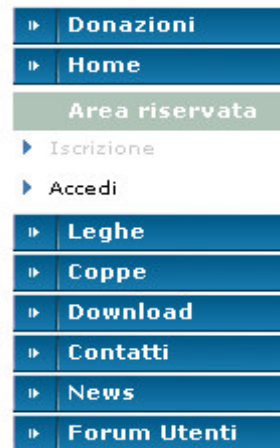 Donazioni
Home
Area riservata
Iscrizione
Accedi
Leghe
Coppe
Download
Contatti
News
Forum Utenti